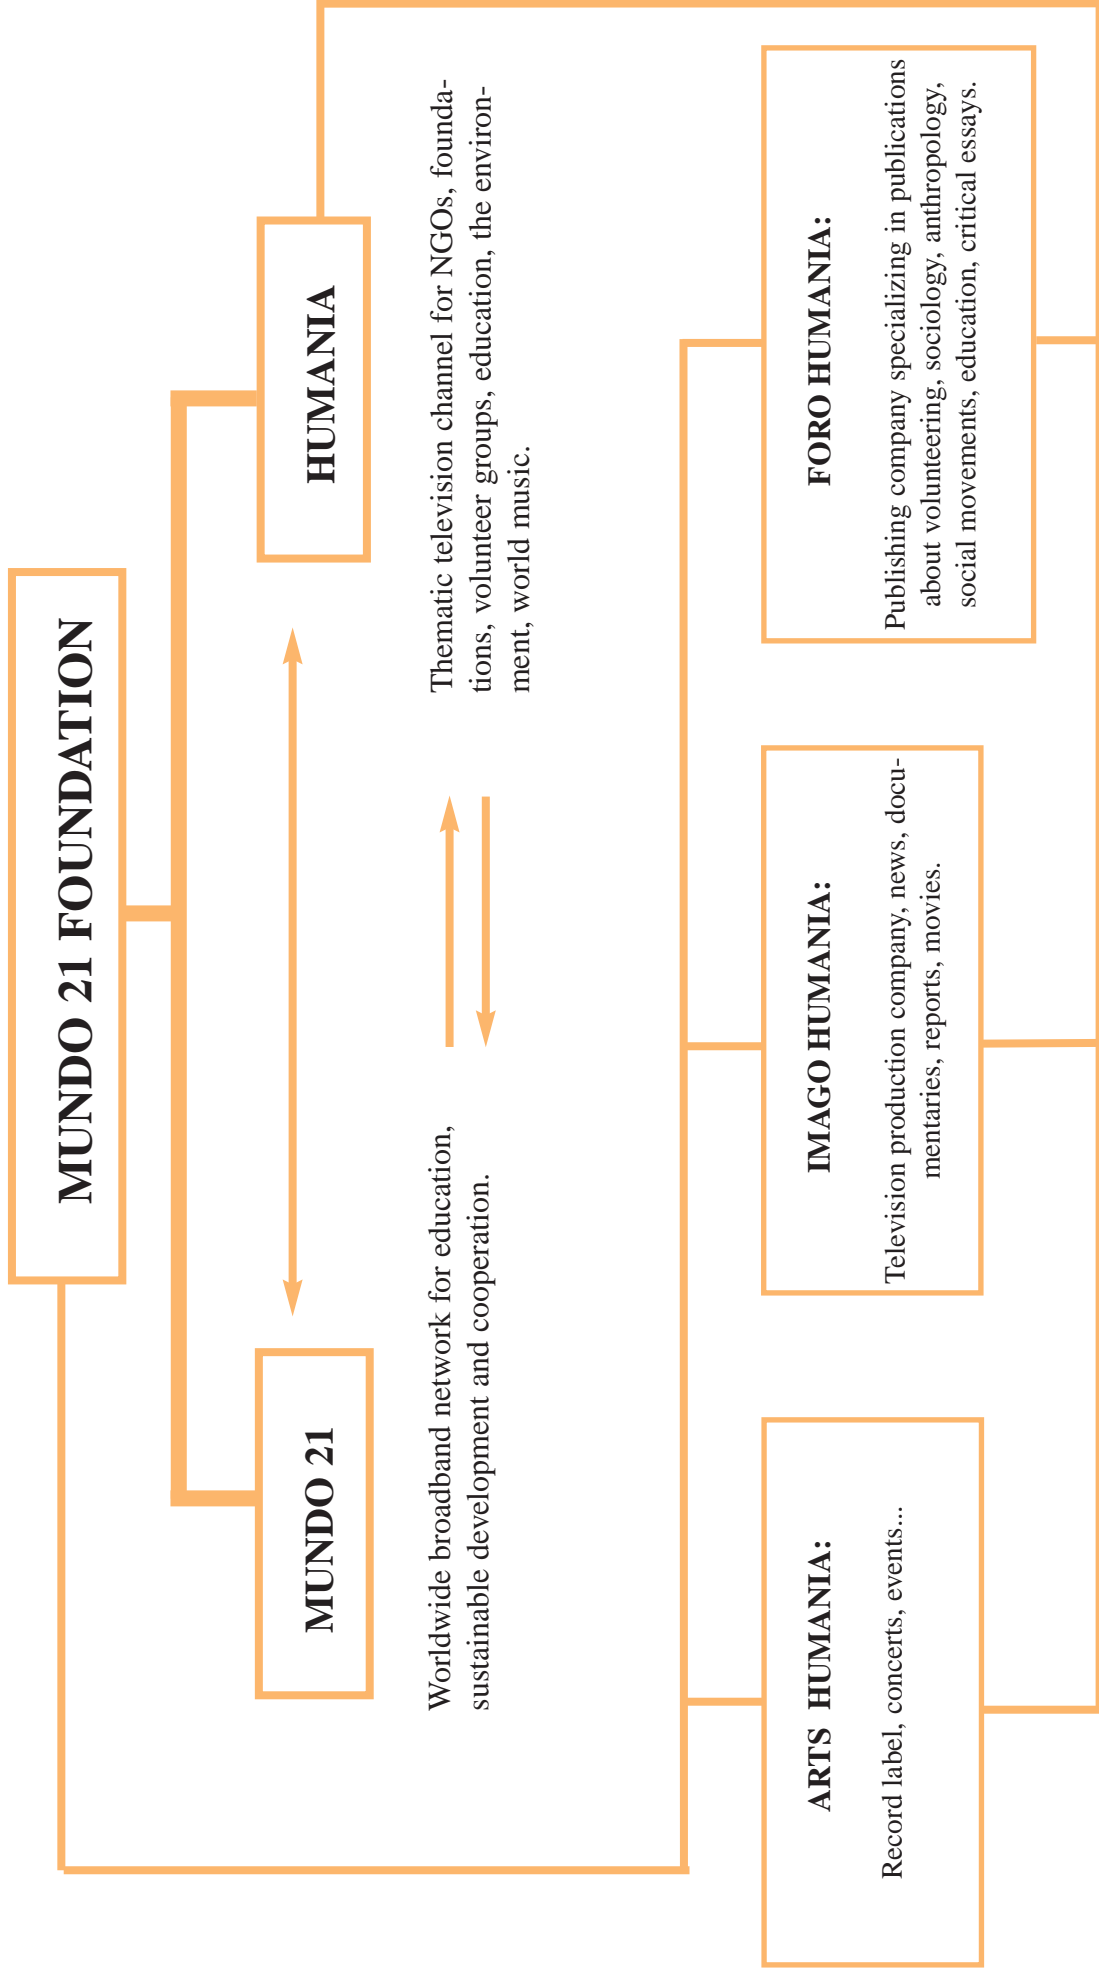 MUNDO 21 FOUNDATION
MUNDO 21
HUMANIA
Worldwide broadband network for education,
sustainable development and cooperation.
Thematic television channel for NGOs, founda-
tions, volunteer groups, education, the environ-
ment, world music.
ARTS HUMANIA:
Record label, concerts, events...
IMAGO HUMANIA:
Television production company, news, docu-
mentaries, reports, movies.
FORO HUMANIA:
Publishing company specializing in publications
about volunteering, sociology, anthropology,
social movements, education, critical essays.